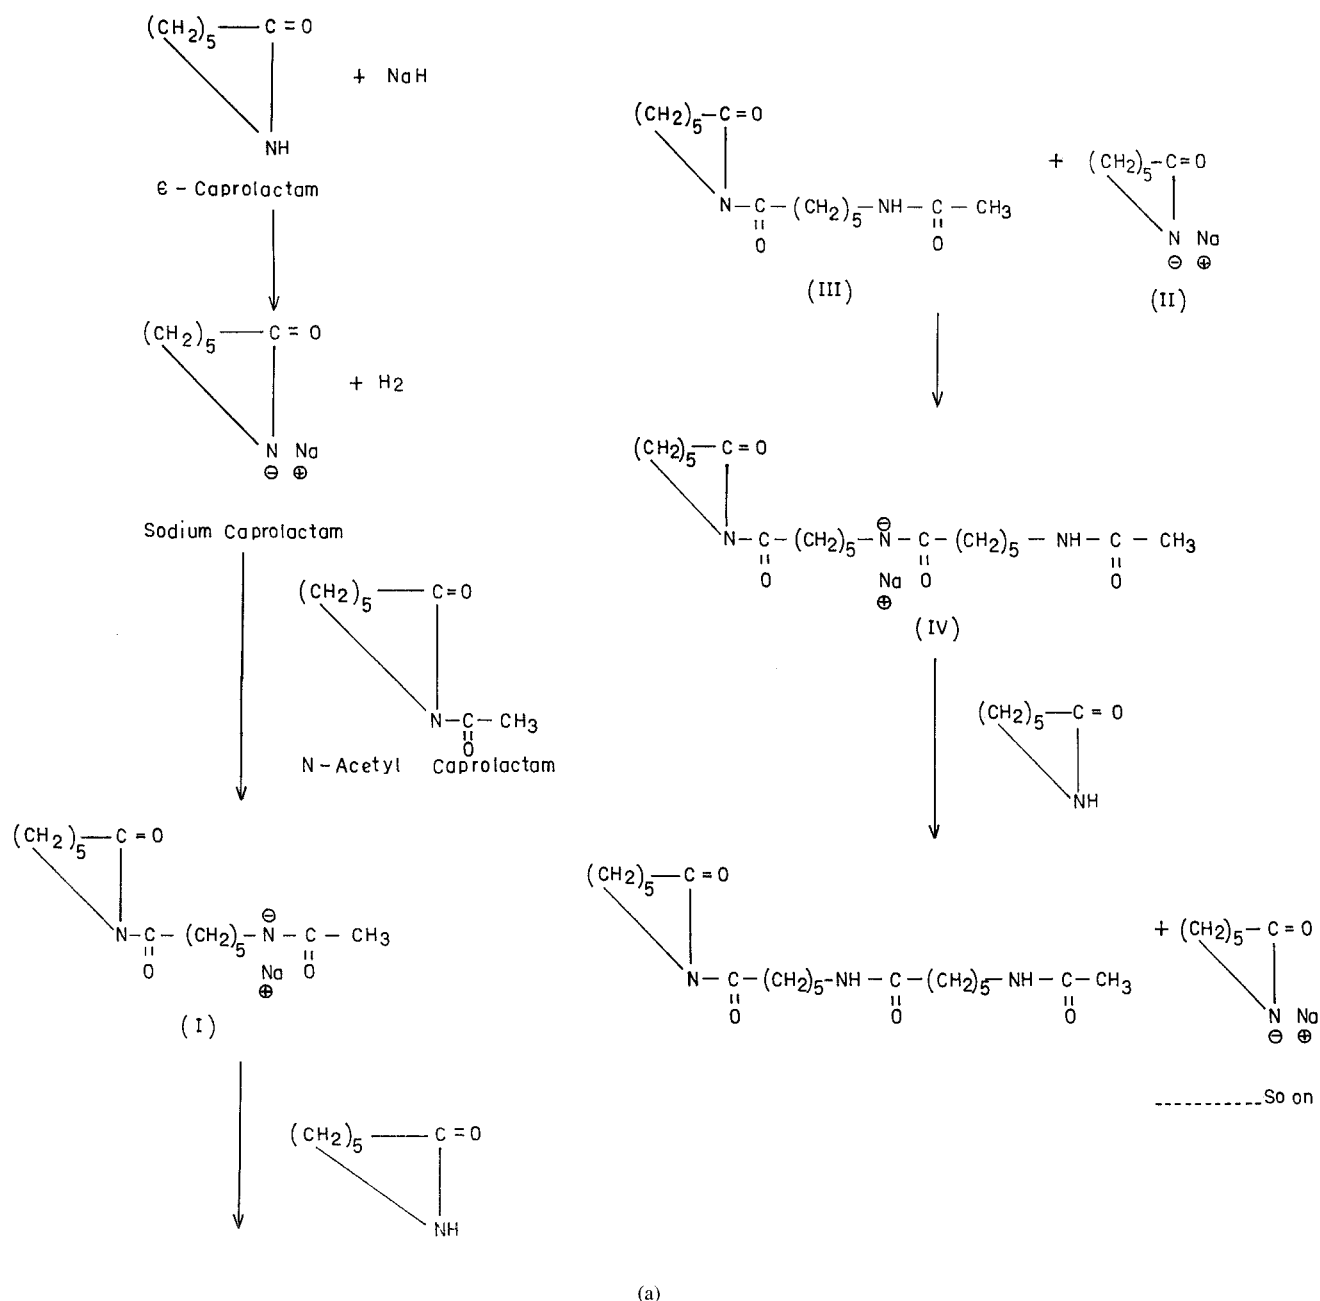 (CH2)5 — C = O
+ NaH
NH
ϵ - Caprolactam
(CH2)5 — C = O
+ H2
N Na
⊖ ⊕
Sodium Caprolactam
(CH2)5 — C = O
N — C — CH3
O
N - Acetyl Caprolactam
(CH2)5 — C = O
⊖
N — C — (CH2)5 — N — C — CH3
O Na O
⊕
(I)
(CH2)5 — C = O
NH
(CH2)5 — C = O
+ (CH2)5 — C = O
N — C — (CH2)5 — NH — C — CH3
O O
N Na
⊖ ⊕
(III) (II)
(CH2)5 — C = O
⊖
N — C — (CH2)5 — N — C — (CH2)5 — NH — C — CH3
O Na O O
⊕
(IV)
(CH2)5 — C = O
NH
(CH2)5 — C = O
+ (CH2)5 — C = O
N — C — (CH2)5 — NH — C — (CH2)5 — NH — C — CH3
O O O
N Na
⊖ ⊕
-----------So on
(a)